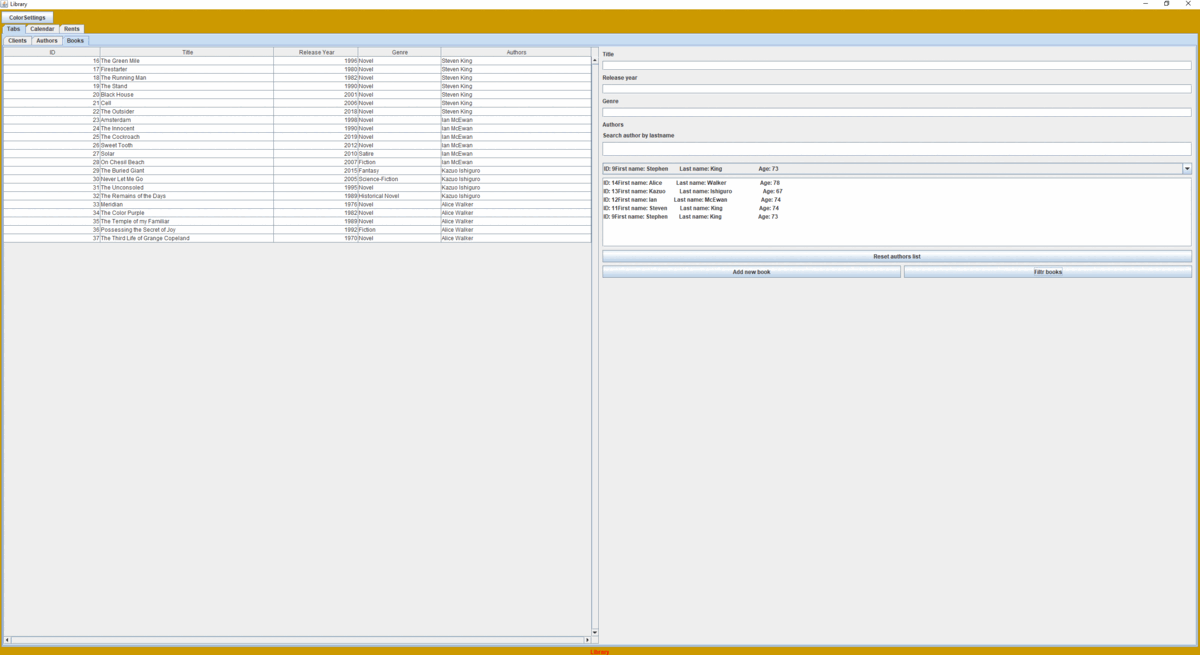 Library
ColorSettings
Tabs Calendar Rents
Clients Authors Books
ID Title Release Year Genre Authors
16 The Green Mile 1996 Novel Steven King
17 Firestarter 1980 Novel Steven King
18 The Running Man 1982 Novel Steven King
19 The Stand 1990 Novel Steven King
20 Black House 2001 Novel Steven King
21 Cell 2006 Novel Steven King
22 The Outsider 2018 Novel Steven King
23 Amsterdam 1998 Novel Ian McEwan
24 The Innocent 1990 Novel Ian McEwan
25 The Cockroach 2019 Novel Ian McEwan
26 Sweet Tooth 2012 Novel Ian McEwan
27 Solar 2010 Satire Ian McEwan
28 On Chesil Beach 2007 Fiction Ian McEwan
29 The Buried Giant 2015 Fantasy Kazuo Ishiguro
30 Never Let Me Go 2005 Science-Fiction Kazuo Ishiguro
31 The Unconsoled 1995 Novel Kazuo Ishiguro
32 The Remains of the Days 1989 Historical Novel Kazuo Ishiguro
33 Meridian 1976 Novel Alice Walker
34 The Color Purple 1982 Novel Alice Walker
35 The Temple of my Familiar 1989 Novel Alice Walker
36 Possessing the Secret of Joy 1992 Fiction Alice Walker
37 The Third Life of Grange Copeland 1970 Novel Alice Walker
Title
Release year
Genre
Authors
Search author by lastname
ID: 9First name: Stephen Last name: King Age: 73
ID: 14First name: Alice Last name: Walker Age: 76
ID: 13First name: Kazuo Last name: Ishiguro Age: 67
ID: 12First name: Ian Last name: McEwan Age: 74
ID: 11First name: Steven Last name: King Age: 74
ID: 9First name: Stephen Last name: King Age: 73
Reset authors list
Add new book Filtr books
Library